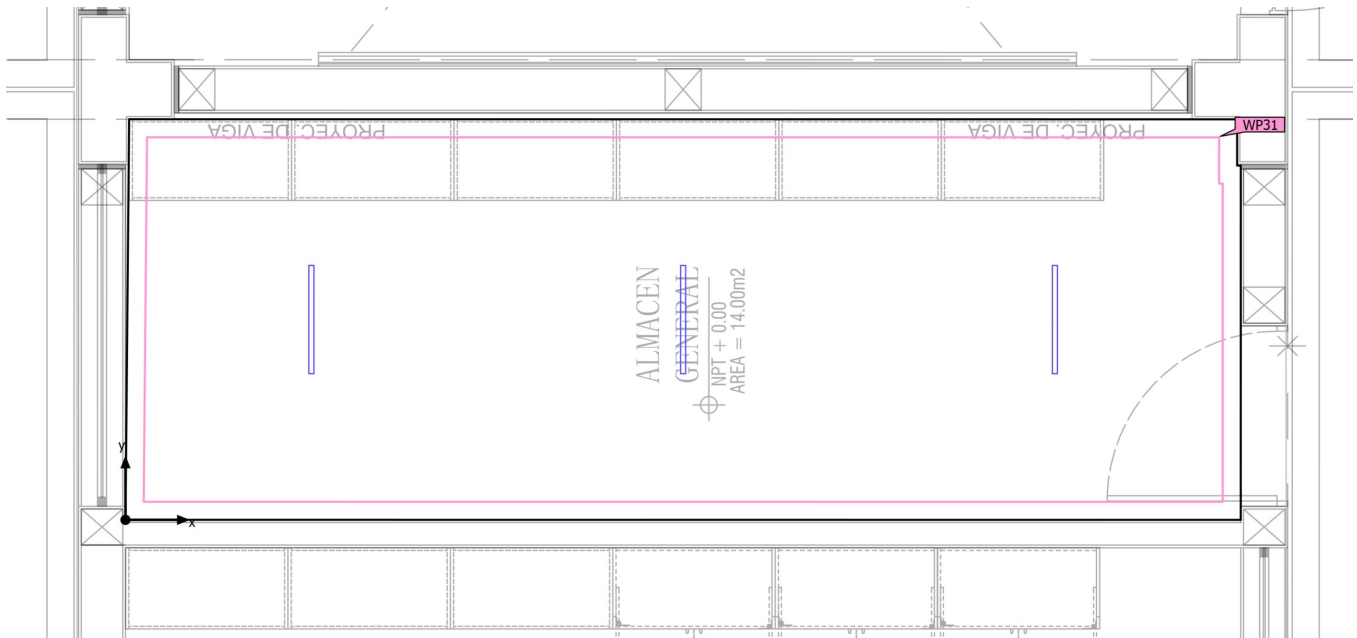 PROYEC. DE VIGA
PROYEC. DE VIGA
WP31
ALMACEN
GENERAL
NPT + 0.00
AREA = 14.00m2
y
x